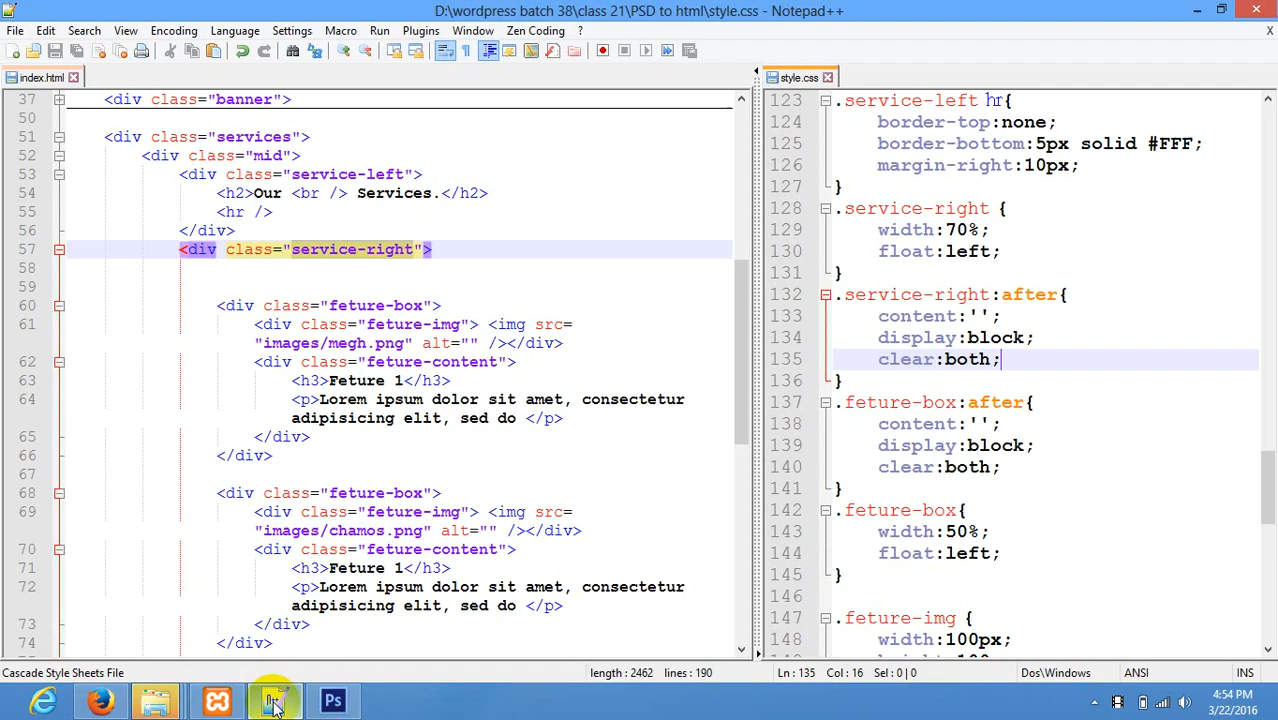 D:\wordpress batch 38\class 21\PSD to html\style.css - Notepad++
File Edit Search View Encoding Language Settings Macro Run Plugins Window Zen Coding ? X
index.html
37 <div class="banner">
50
51 <div class="services">
52 <div class="mid">
53 <div class="service-left">
54 <h2>Our <br /> Services.</h2>
55 <hr />
56 </div>
57 <div class="service-right">
58
59
60 <div class="feture-box">
61 <div class="feture-img"> <img src=
"images/megh.png" alt="" /></div>
62 <div class="feture-content">
63 <h3>Feture 1</h3>
64 <p>Lorem ipsum dolor sit amet, consectetur
adipisicing elit, sed do </p>
65 </div>
66 </div>
67
68 <div class="feture-box">
69 <div class="feture-img"> <img src=
"images/chamos.png" alt="" /></div>
70 <div class="feture-content">
71 <h3>Feture 1</h3>
72 <p>Lorem ipsum dolor sit amet, consectetur
adipisicing elit, sed do </p>
73 </div>
74 </div>
style.css
123 .service-left hr{
124 border-top:none;
125 border-bottom:5px solid #FFF;
126 margin-right:10px;
127 }
128 .service-right {
129 width:70%;
130 float:left;
131 }
132 .service-right:after{
133 content:'';
134 display:block;
135 clear:both;
136 }
137 .feture-box:after{
138 content:'';
139 display:block;
140 clear:both;
141 }
142 .feture-box{
143 width:50%;
144 float:left;
145 }
146
147 .feture-img {
148 width:100px;
Cascade Style Sheets File length : 2462 lines : 190 Ln : 135 Col : 16 Sel : 0 | 0 Dos\Windows ANSI INS
Ps
4:54 PM
3/22/2016